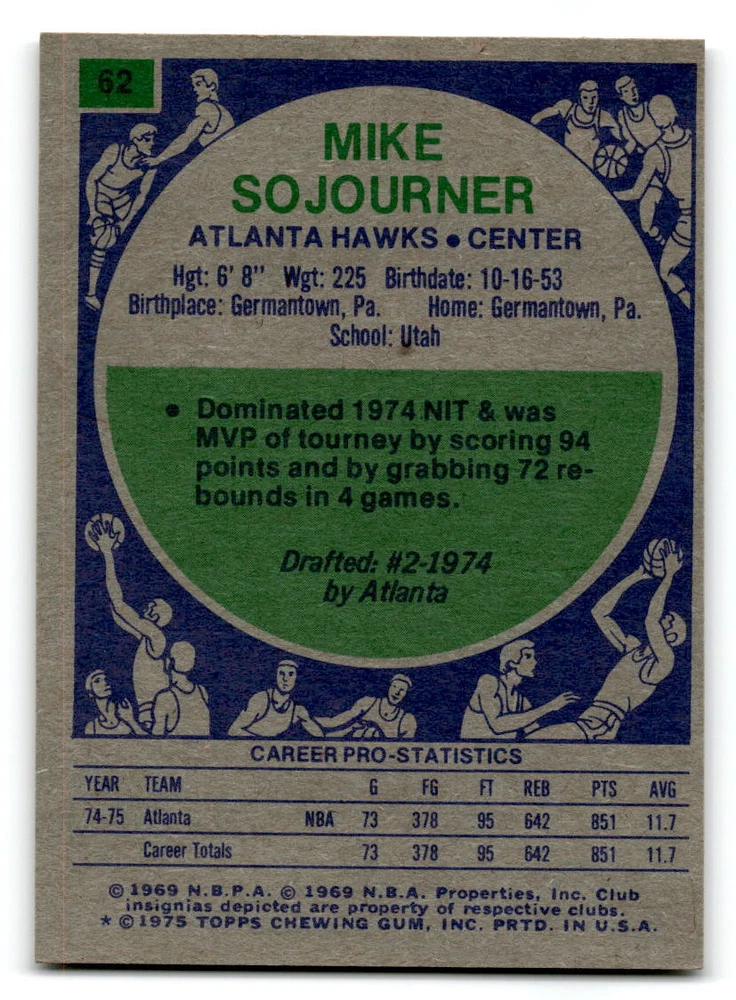 62
MIKE
SOJOURNER
ATLANTA HAWKS • CENTER
Hgt: 6' 8" Wgt: 225 Birthdate: 10-16-53
Birthplace: Germantown, Pa. Home: Germantown, Pa.
School: Utah
• Dominated 1974 NIT & was
MVP of tourney by scoring 94
points and by grabbing 72 re-
bounds in 4 games.
Drafted: #2-1974
by Atlanta
CAREER PRO-STATISTICS
YEAR TEAM G FG FT REB PTS AVG
74-75 Atlanta NBA 73 378 95 642 851 11.7
Career Totals 73 378 95 642 851 11.7
© 1969 N.B.P.A. © 1969 N.B.A. Properties, Inc. Club
insignias depicted are property of respective clubs.
* © 1975 TOPPS CHEWING GUM, INC. PRTD. IN U.S.A.